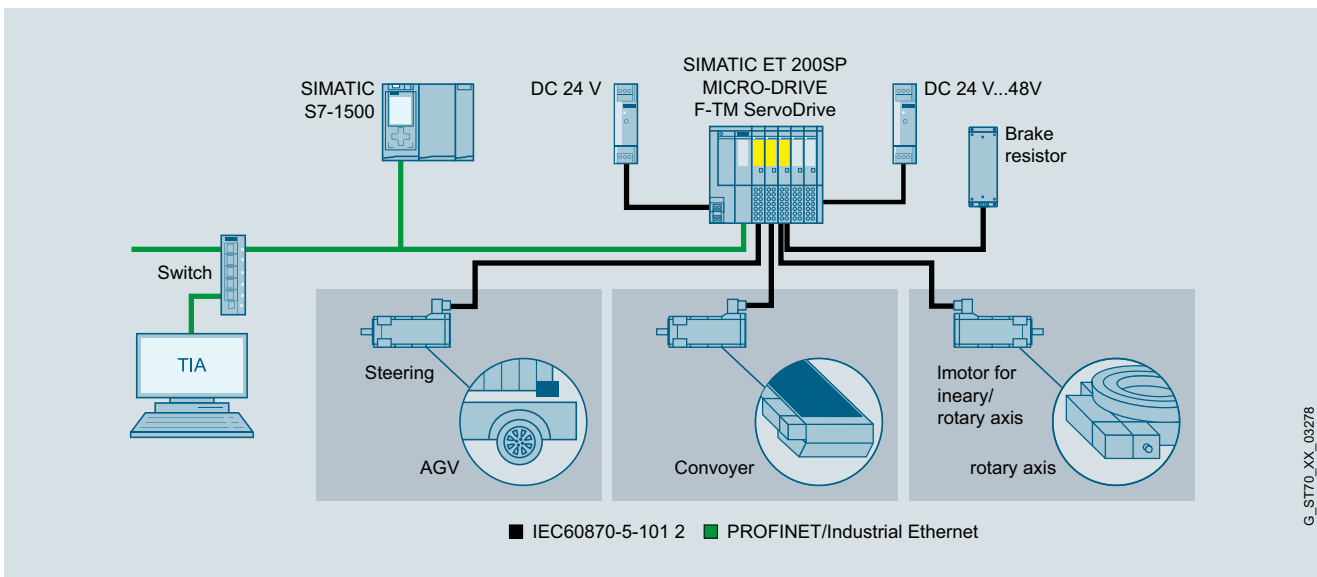 SIMATIC
S7-1500
DC 24 V
SIMATIC ET 200SP
MICRO-DRIVE
F-TM ServoDrive
DC 24 V...48V
Brake
resistor
Switch
TIA
Steering
AGV
Convoyer
Imotor for
ineary/
rotary axis
rotary axis
IEC60870-5-101 2
PROFINET/Industrial Ethernet
G_ST70_XX_03278